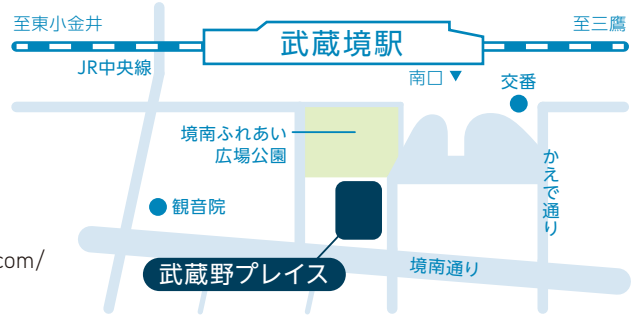 至東小金井
武蔵境駅
至三鷹
JR中央線
南口 ▼
交番
境南ふれあい
広場公園
かえで通り
観音院
com/
武蔵野プレイス
境南通り